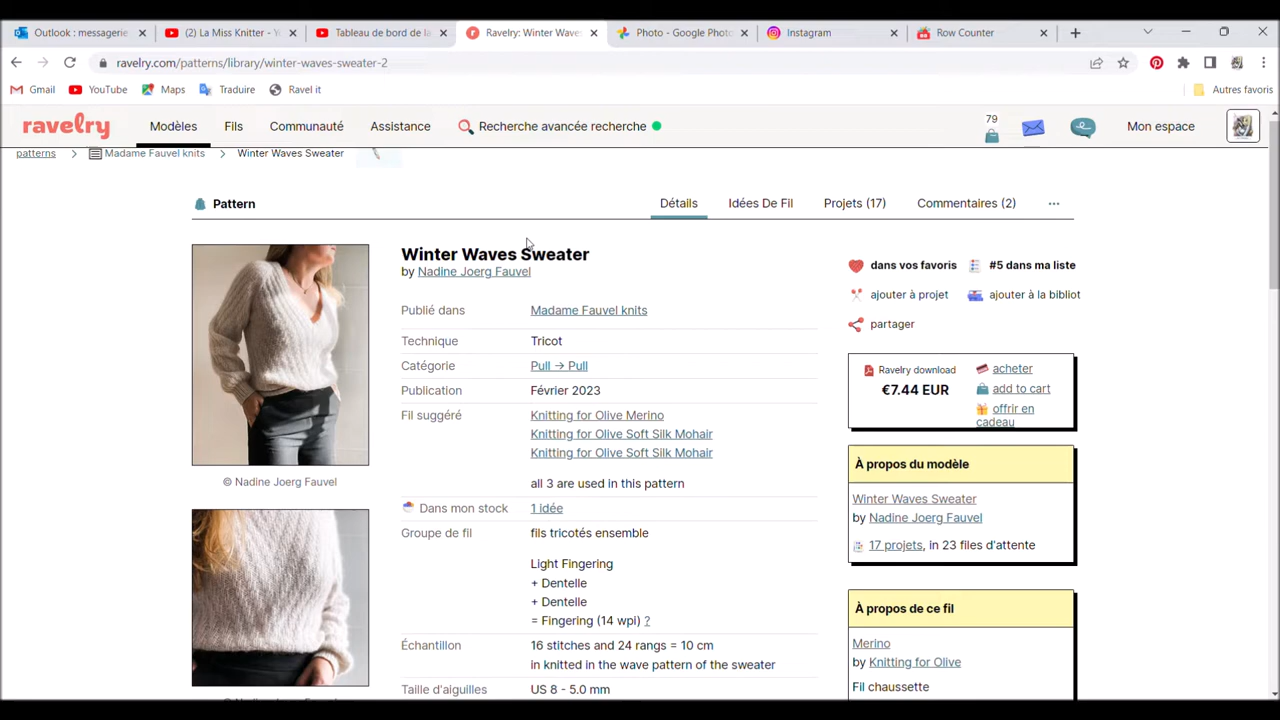 Outlook : messagerie
(2) La Miss Knitter - Y
Tableau de bord de la
Ravelry: Winter Wave
Photo - Google Photo
Instagram
Row Counter
ravelry.com/patterns/library/winter-waves-sweater-2
Gmail
YouTube
Maps
Traduire
Ravel it
Autres favoris
ravelry
Modèles
Fils
Communauté
Assistance
Recherche avancée recherche
79
Mon espace
patterns
Madame Fauvel knits
Winter Waves Sweater
Pattern
Détails
Idées De Fil
Projets (17)
Commentaires (2)
Winter Waves Sweater
by Nadine Joerg Fauvel
Publié dans Madame Fauvel knits
Technique Tricot
Catégorie Pull → Pull
Publication Février 2023
Fil suggéré Knitting for Olive Merino
Knitting for Olive Soft Silk Mohair
Knitting for Olive Soft Silk Mohair
all 3 are used in this pattern
Dans mon stock 1 idée
Groupe de fil fils tricotés ensemble
Light Fingering
+ Dentelle
+ Dentelle
= Fingering (14 wpl) ?
Échantillon 16 stitches and 24 rangs = 10 cm
in knitted in the wave pattern of the sweater
Taille d'aiguilles US 8 - 5.0 mm
© Nadine Joerg Fauvel
dans vos favoris
#5 dans ma liste
ajouter à projet
ajouter à la bibliot
partager
Ravelry download
€7.44 EUR
acheter
add to cart
offrir en
cadeau
À propos du modèle
Winter Waves Sweater
by Nadine Joerg Fauvel
17 projets, in 23 files d'attente
À propos de ce fil
Merino
by Knitting for Olive
Fil chaussette